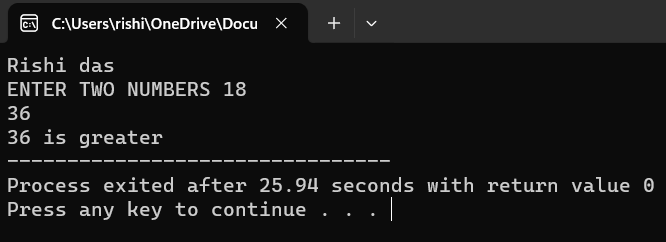 C:\Users\rishi\OneDrive\Docu
Rishi das
ENTER TWO NUMBERS 18
36
36 is greater
--------------------------------
Process exited after 25.94 seconds with return value 0
Press any key to continue . . .